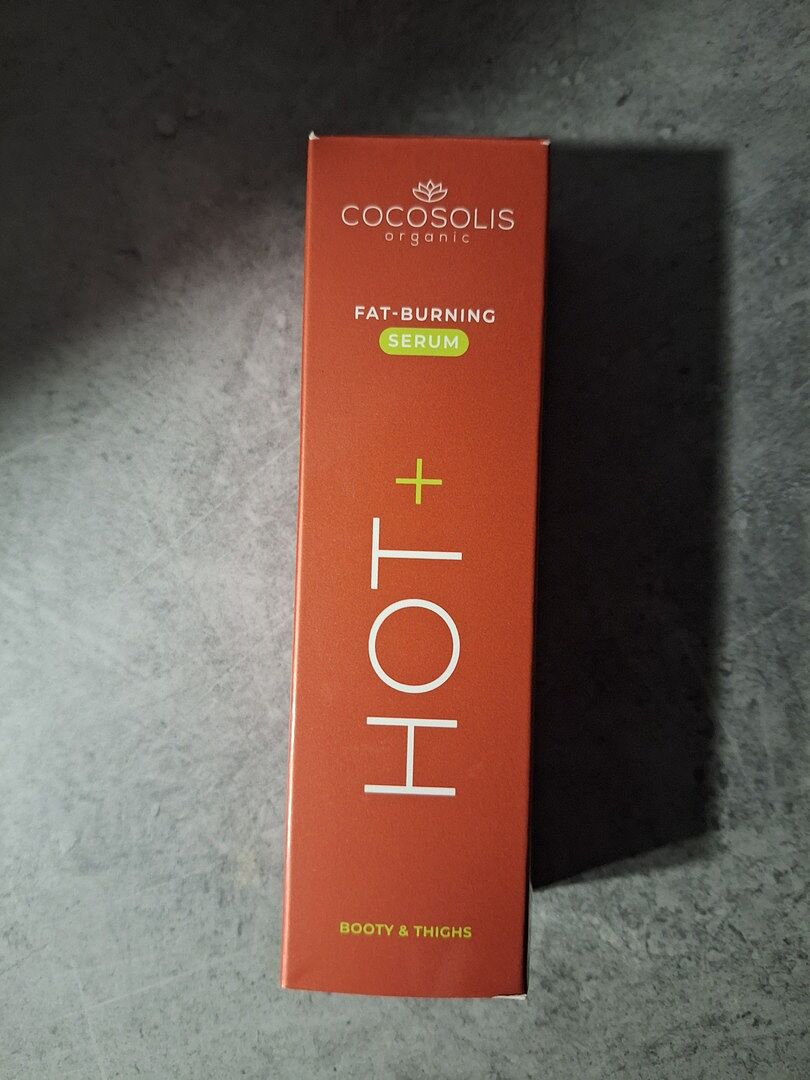 COCOSOLIS
organic
FAT-BURNING
SERUM
HOT+
BOOTY & THIGHS